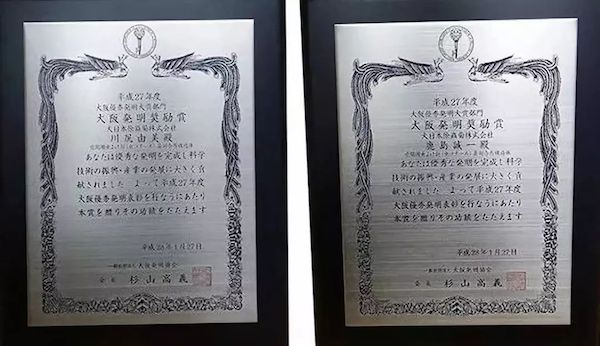 平成27年度
大阪優秀発明大賞部門
大阪発明奨励賞
大日本除蟲菊株式会社
川尻由美殿
あなたは優秀な発明を完成し科学
技術の振興・産業の発展に大きく貢
献されました よって平成27年度
大阪優秀発明表彰を行なうにあたり
本賞を贈りその功績をたたえます
平成28年1月27日
一般社団法人大阪発明協会
会長 杉山高義
平成27年度
大阪優秀発明大賞部門
大阪発明奨励賞
大日本除蟲菊株式会社
鹿島誠一殿
あなたは優秀な発明を完成し科学
技術の振興・産業の発展に大きく貢
献されました よって平成27年度
大阪優秀発明表彰を行なうにあたり
本賞を贈りその功績をたたえます
平成28年1月27日
一般社団法人大阪発明協会
会長 杉山高義